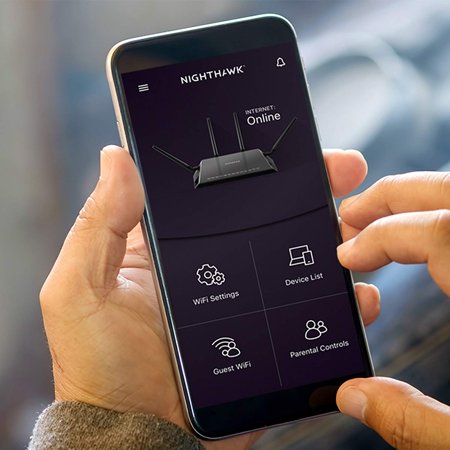 NIGHTHAWK
INTERNET:
Online
WiFi Settings
Device List
Guest WiFi
Parental Controls